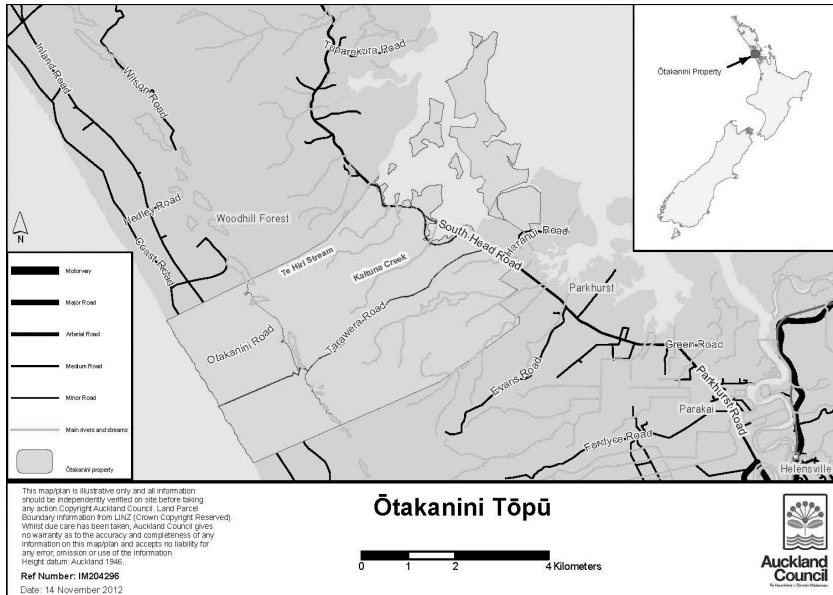 Tuparekura Road
Inland Road
Wilson Road
Ōtakanini Property
Hedley Road
Woodhill Forest
N
Coast Road
South Head Road
Haranui Road
Te Hiri Stream
Kaituna Creek
Parkhurst
Otakanini Road
Tarawera Road
Green Road
Evans Road
Parkhurst Road
Parakai
Fordyce Road
Helensville
Motorway
Major Road
Arterial Road
Medium Road
Minor Road
Main rivers and streams
Ōtakanini property
This map/plan is illustrative only and all information
should be independently verified on site before taking
any action.Copyright Auckland Council. Land Parcel
Boundary information from LINZ (Crown Copyright Reserved).
Whilst due care has been taken, Auckland Council gives
no warranty as to the accuracy and completeness of any
information on this map/plan and accepts no liability for
any error, omission or use of the information.
Height datum: Auckland 1946.
Ref Number: IM204296
Date: 14 November 2012
Ōtakanini Tōpū
0 1 2 4 Kilometers
Auckland
Council